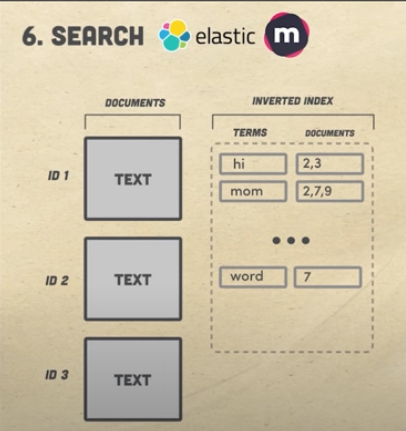 6. SEARCH elastic m
DOCUMENTS
INVERTED INDEX
TERMS DOCUMENTS
ID 1
TEXT
hi 2,3
mom 2,7,9
word 7
ID 2
TEXT
ID 3
TEXT